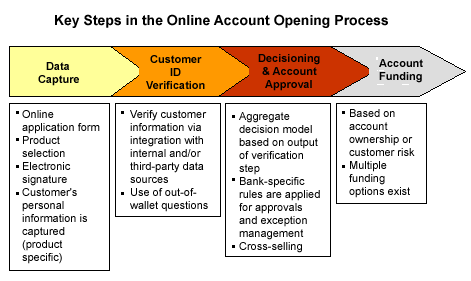 Key Steps in the Online Account Opening Process
Data
Capture
Customer
ID
Verification
Decisioning
& Account
Approval
Account
Funding
• Online
application form
• Product
selection
• Electronic
signature
• Customer's
personal
information is
captured
(product
specific)
• Verify customer
information via
integration with
internal and/or
third-party data
sources
• Use of out-of-
wallet questions
• Aggregate
decision model
based on output
of verification
step
• Bank-specific
rules are applied
for approvals
and exception
management
• Cross-selling
• Based on
account
ownership or
customer risk
• Multiple
funding
options exist